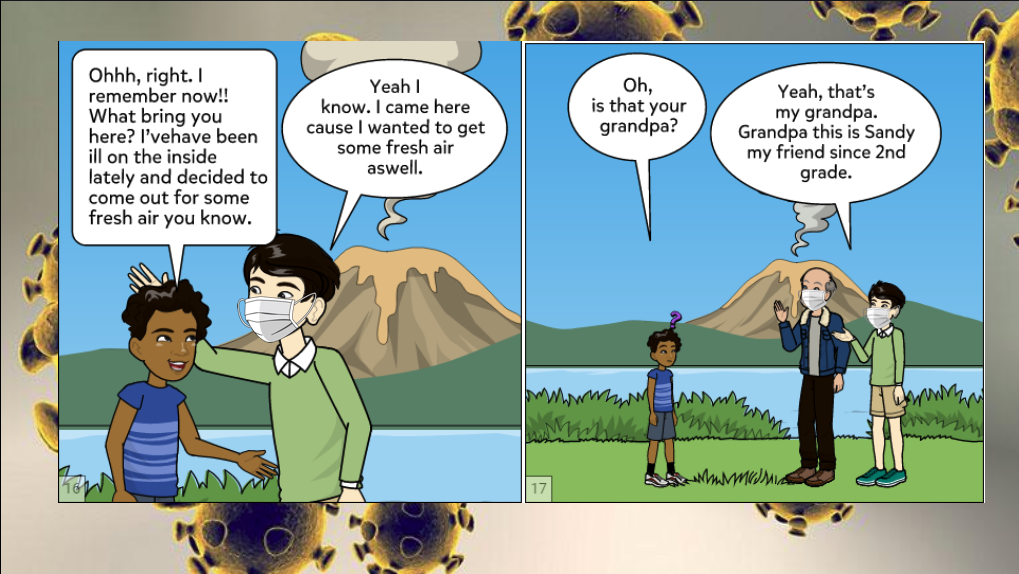 Ohhh, right. I
remember now!!
What bring you
here? I'vehave been
ill on the inside
lately and decided to
come out for some
fresh air you know.
Yeah I
know. I came here
cause I wanted to get
some fresh air
aswell.
16
Oh,
is that your
grandpa?
Yeah, that's
my grandpa.
Grandpa this is Sandy
my friend since 2nd
grade.
?
17